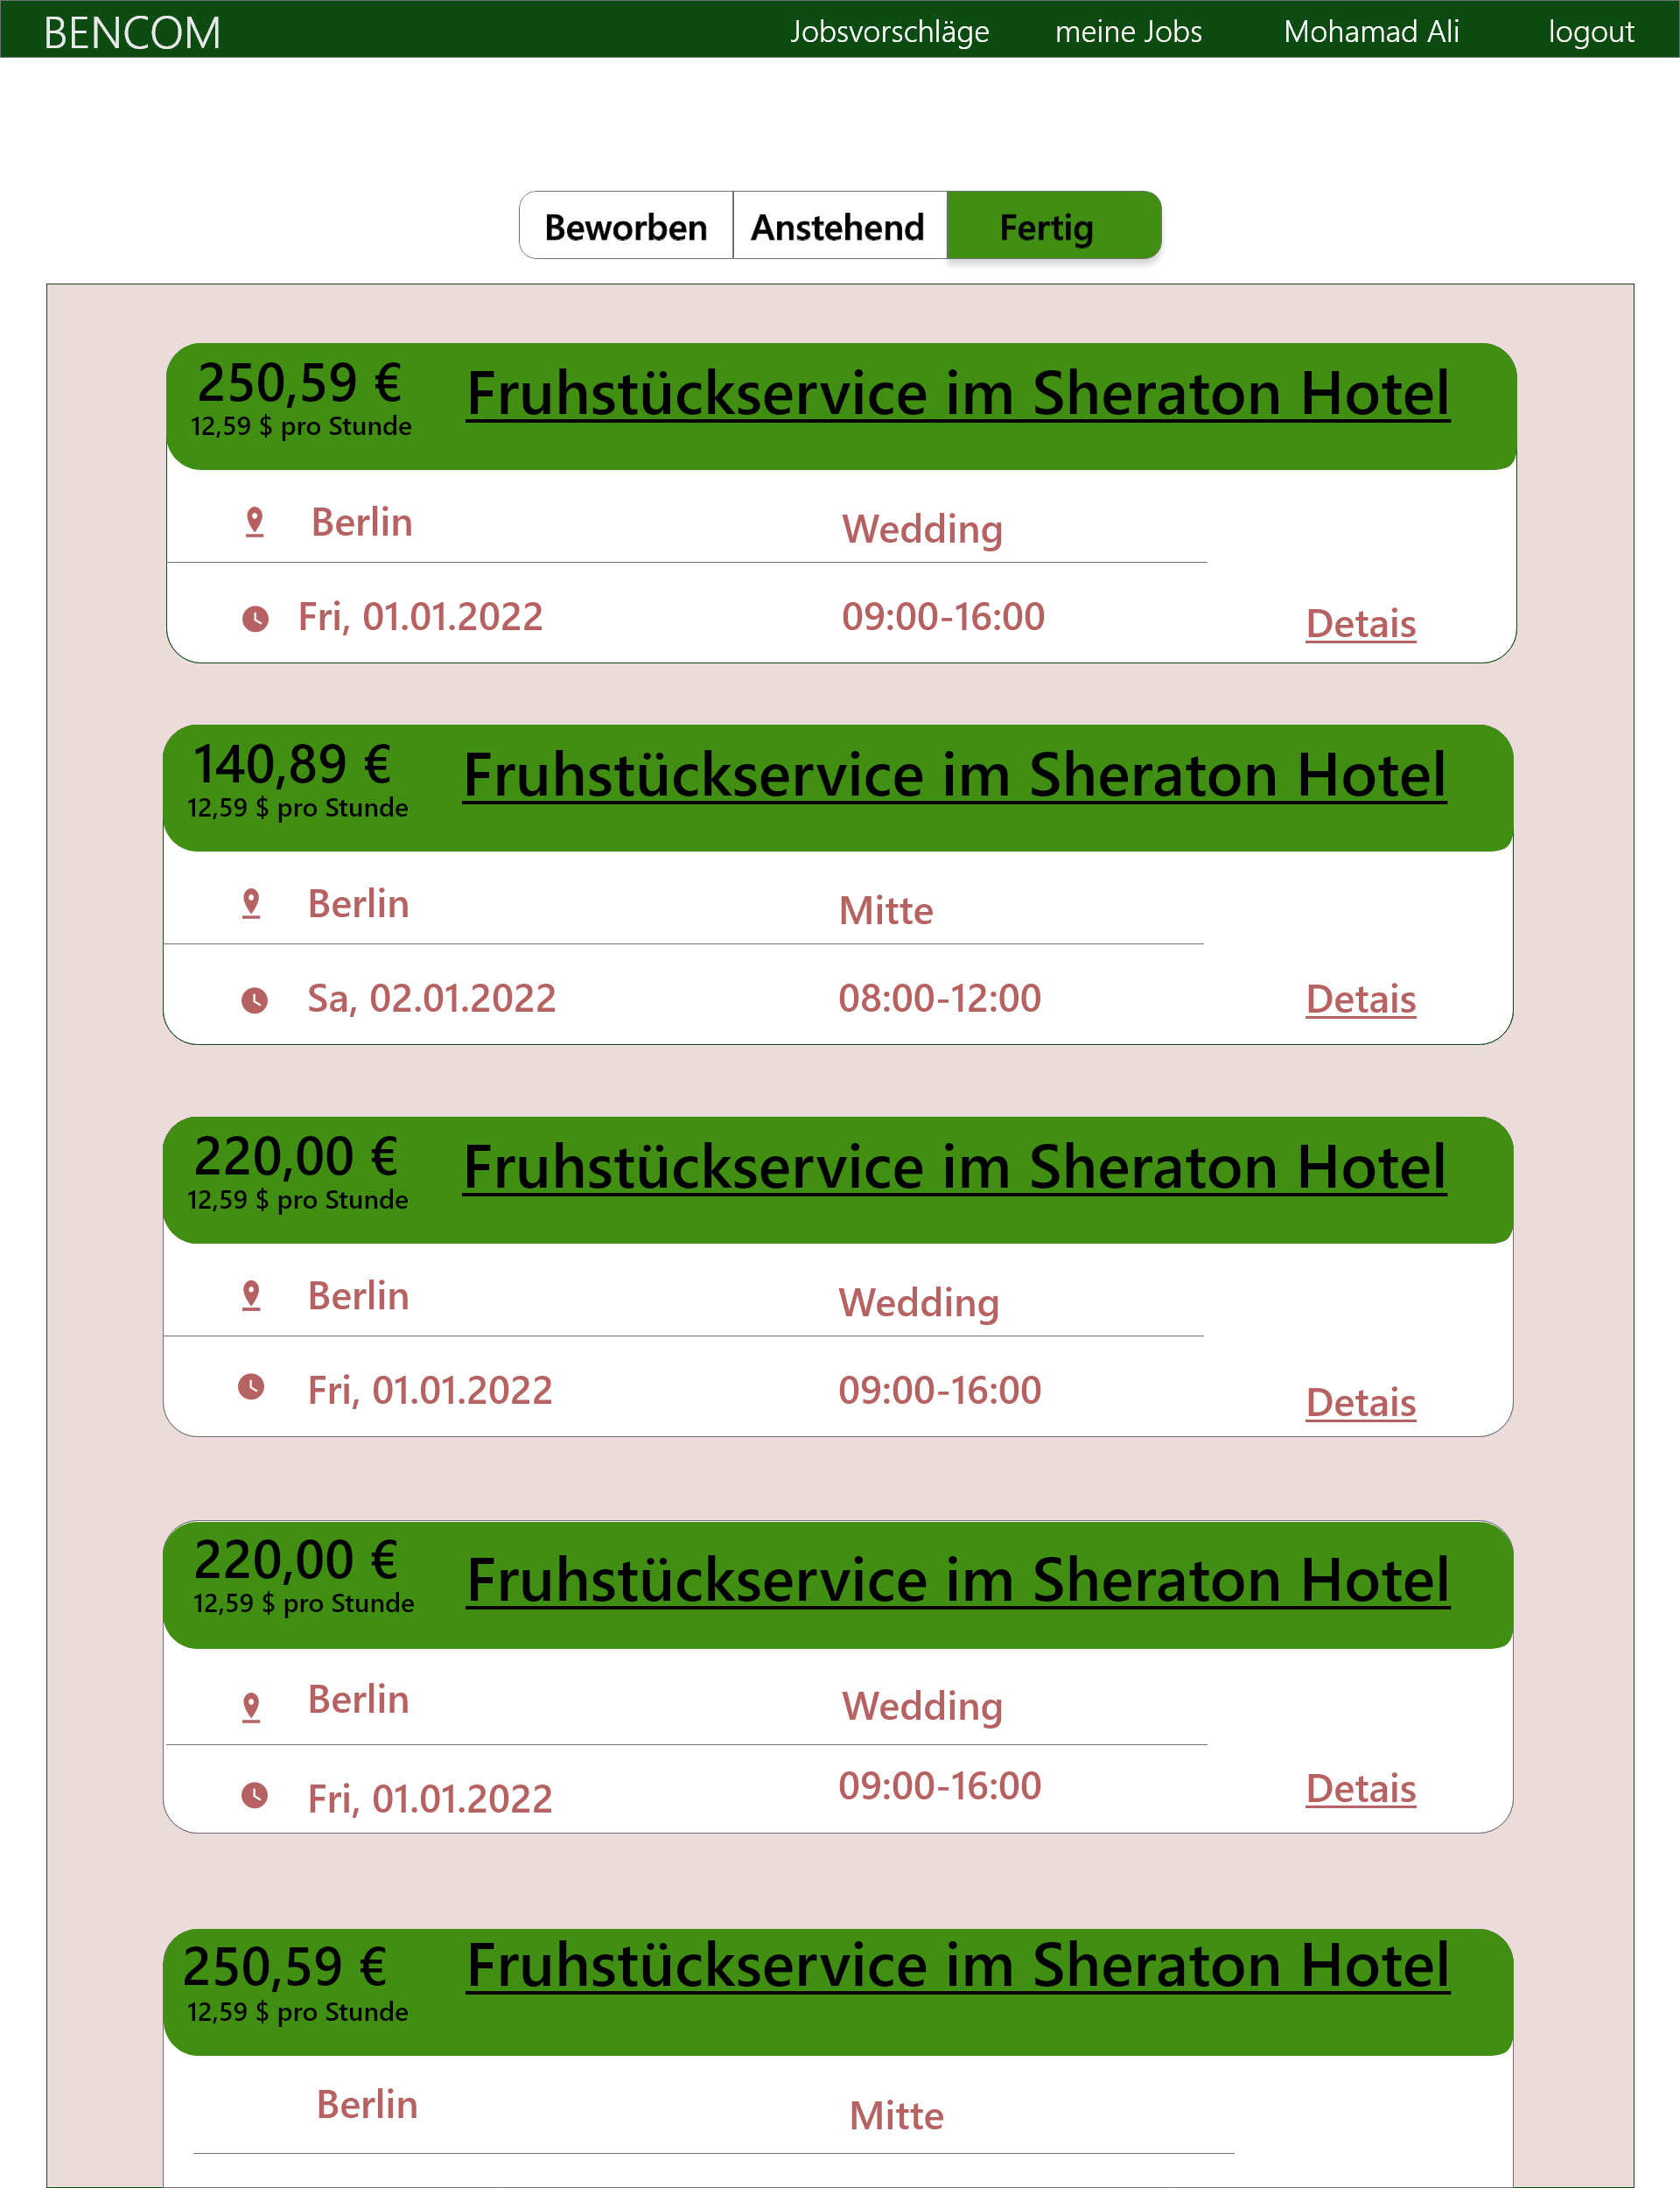 BENCOM Jobsvorschläge meine Jobs Mohamad Ali logout
Beworben Anstehend Fertig
250,59 € Fruhstückservice im Sheraton Hotel
12,59 $ pro Stunde
Berlin Wedding
Fri, 01.01.2022 09:00-16:00 Detais
140,89 € Fruhstückservice im Sheraton Hotel
12,59 $ pro Stunde
Berlin Mitte
Sa, 02.01.2022 08:00-12:00 Detais
220,00 € Fruhstückservice im Sheraton Hotel
12,59 $ pro Stunde
Berlin Wedding
Fri, 01.01.2022 09:00-16:00 Detais
220,00 € Fruhstückservice im Sheraton Hotel
12,59 $ pro Stunde
Berlin Wedding
Fri, 01.01.2022 09:00-16:00 Detais
250,59 € Fruhstückservice im Sheraton Hotel
12,59 $ pro Stunde
Berlin Mitte